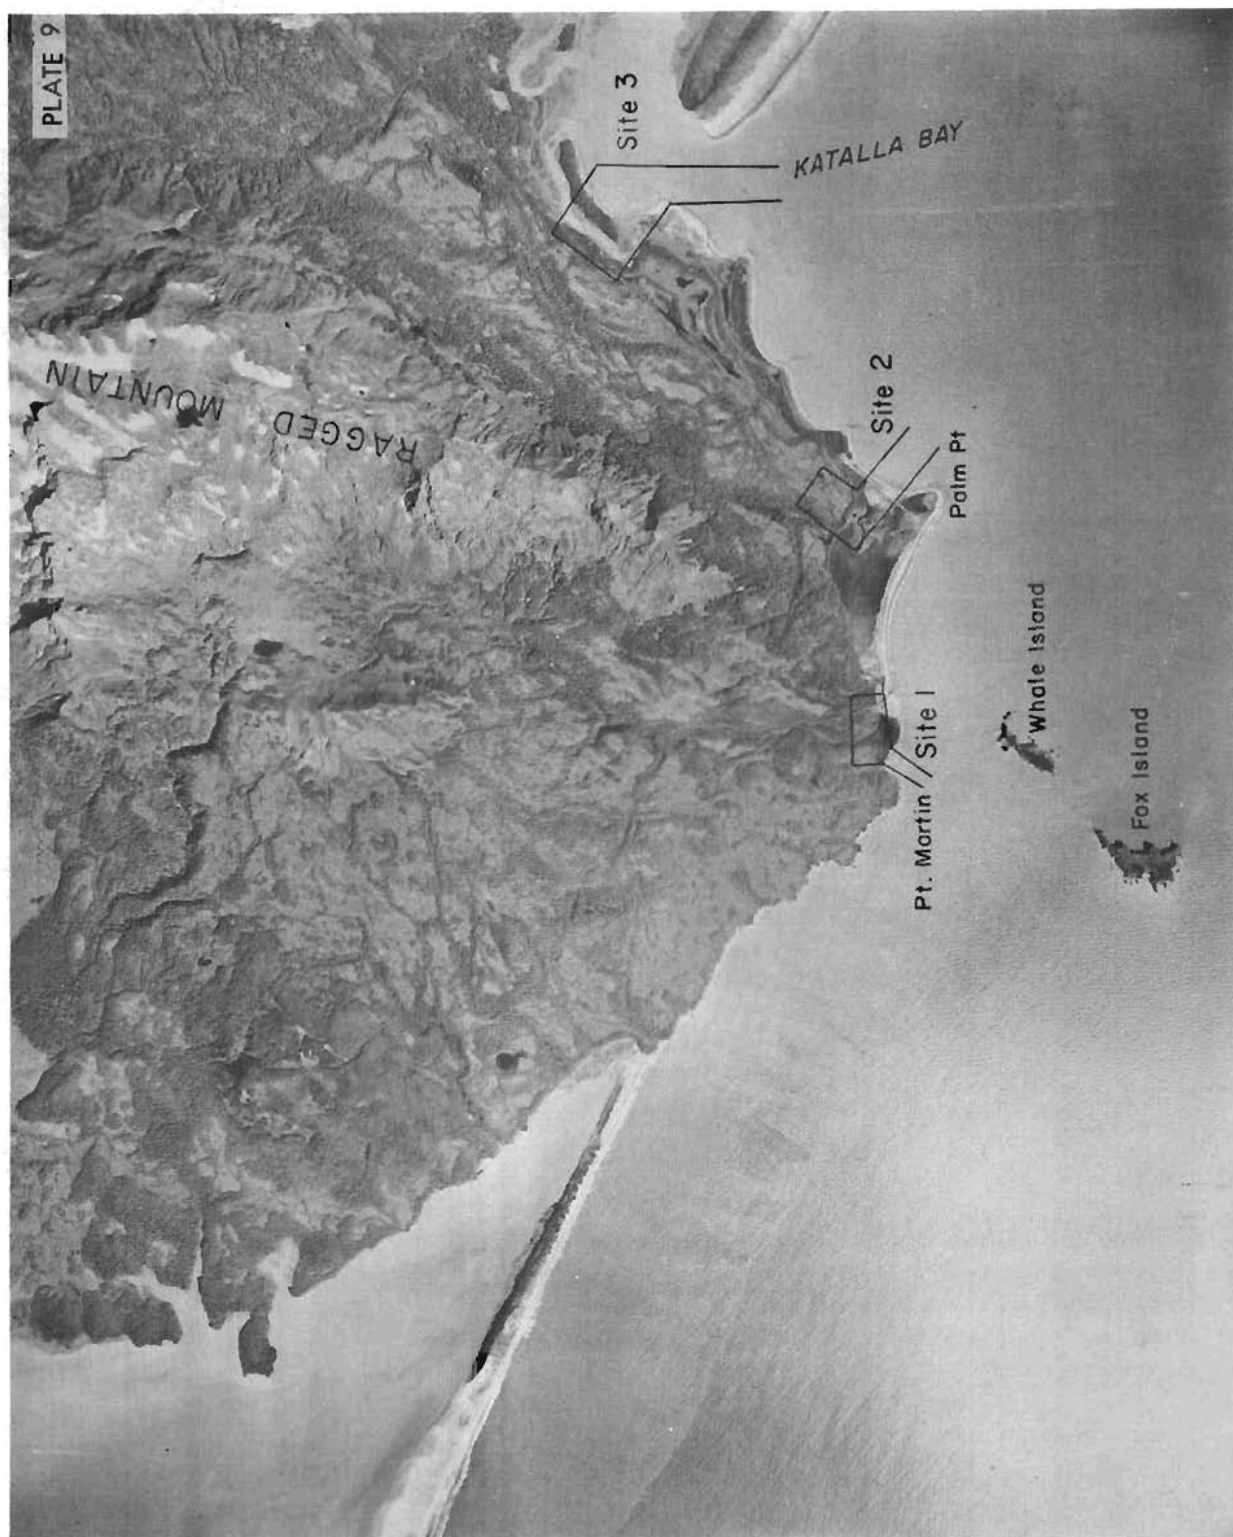 PLATE 9
Site 3
KATALLA BAY
RAGGED
MOUNTAIN
Site 2
Palm Pt
Site 1
Pt. Martin
Whale Island
Fox Island